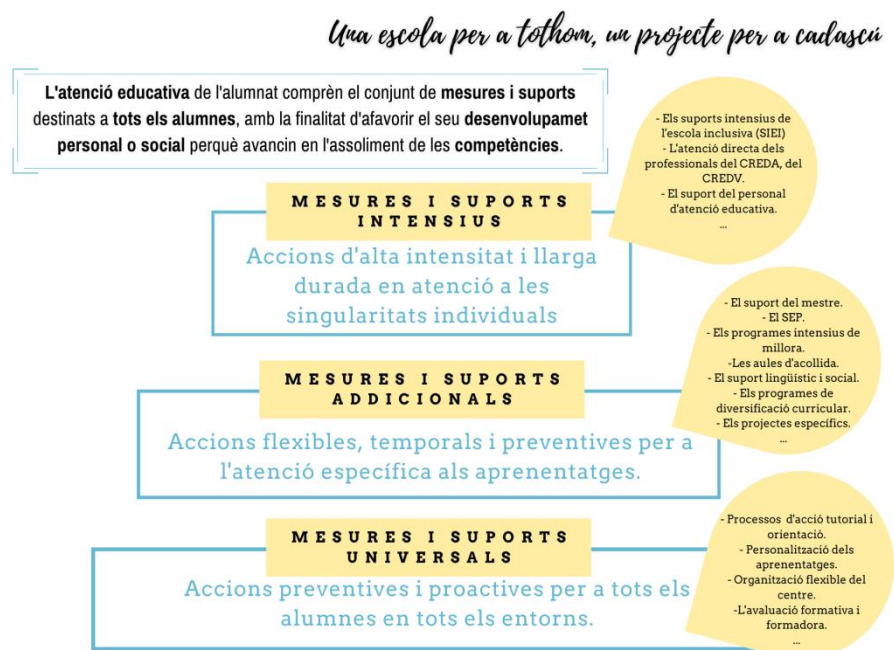 Una escola per a tothom, un projecte per a cadascú
L'atenció educativa de l'alumnat comprèn el conjunt de mesures i suports
destinats a tots els alumnes, amb la finalitat d'afavorir el seu desenvolupamet
personal o social perquè avancin en l'assoliment de les competències.
- Els suports intensius de
l'escola inclusiva (SIEI)
- L'atenció directa dels
professionals del CREDA, del
CREDV.
- El suport del personal
d'atenció educativa.
...
MESURES I SUPORTS
INTENSIUS
Accions d'alta intensitat i llarga
durada en atenció a les
singularitats individuals
- El suport del mestre.
- El SEP.
- Els programes intensius de
millora.
-Les aules d'acollida.
- El suport lingüístic i social.
- Els programes de
diversificació curricular.
- Els projectes específics.
...
MESURES I SUPORTS
ADDICIONALS
Accions flexibles, temporals i preventives per a
l'atenció específica als aprenentatges.
- Processos d'acció tutorial i
orientació.
- Personalització dels
aprenentatges.
- Organització flexible del
centre.
-L'avaluació formativa i
formadora.
...
MESURES I SUPORTS
UNIVERSALS
Accions preventives i proactives per a tots els
alumnes en tots els entorns.